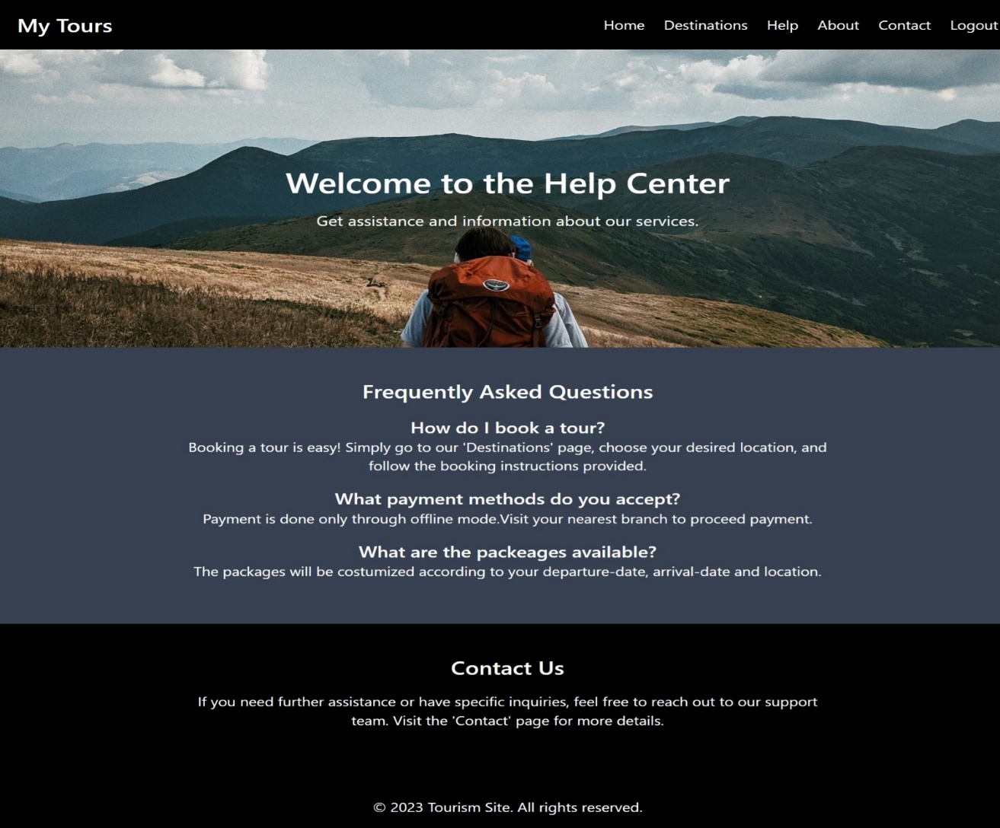 My Tours
Home Destinations Help About Contact Logout
Welcome to the Help Center
Get assistance and information about our services.
Frequently Asked Questions
How do I book a tour?
Booking a tour is easy! Simply go to our 'Destinations' page, choose your desired location, and
follow the booking instructions provided.
What payment methods do you accept?
Payment is done only through offline mode.Visit your nearest branch to proceed payment.
What are the packeages available?
The packages will be costumized according to your departure-date, arrival-date and location.
Contact Us
If you need further assistance or have specific inquiries, feel free to reach out to our support
team. Visit the 'Contact' page for more details.
© 2023 Tourism Site. All rights reserved.